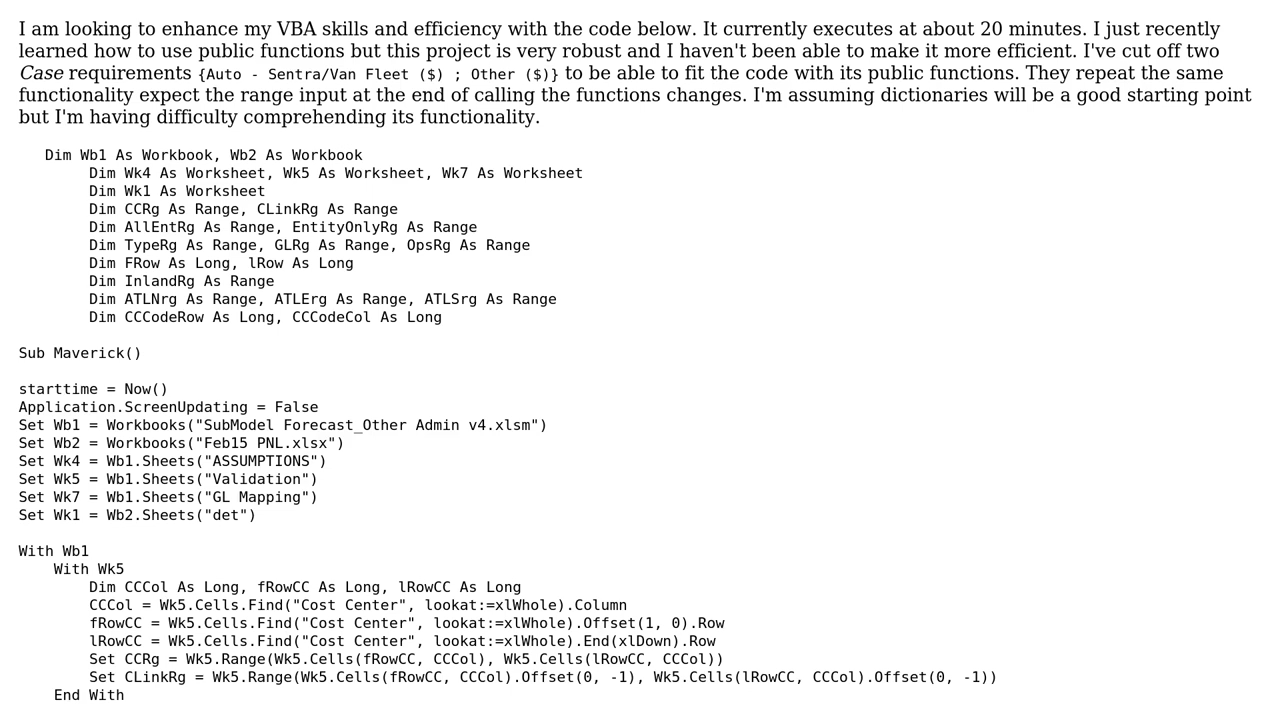 I am looking to enhance my VBA skills and efficiency with the code below. It currently executes at about 20 minutes. I just recently
learned how to use public functions but this project is very robust and I haven't been able to make it more efficient. I've cut off two
Case requirements {Auto - Sentra/Van Fleet ($) ; Other ($)} to be able to fit the code with its public functions. They repeat the same
functionality expect the range input at the end of calling the functions changes. I'm assuming dictionaries will be a good starting point
but I'm having difficulty comprehending its functionality.

   Dim Wb1 As Workbook, Wb2 As Workbook
        Dim Wk4 As Worksheet, Wk5 As Worksheet, Wk7 As Worksheet
        Dim Wk1 As Worksheet
        Dim CCRg As Range, CLinkRg As Range
        Dim AllEntRg As Range, EntityOnlyRg As Range
        Dim TypeRg As Range, GLRg As Range, OpsRg As Range
        Dim FRow As Long, lRow As Long
        Dim InlandRg As Range
        Dim ATLNrg As Range, ATLErg As Range, ATLSrg As Range
        Dim CCCodeRow As Long, CCCodeCol As Long

Sub Maverick()

starttime = Now()
Application.ScreenUpdating = False
Set Wb1 = Workbooks("SubModel Forecast_Other Admin v4.xlsm")
Set Wb2 = Workbooks("Feb15 PNL.xlsx")
Set Wk4 = Wb1.Sheets("ASSUMPTIONS")
Set Wk5 = Wb1.Sheets("Validation")
Set Wk7 = Wb1.Sheets("GL Mapping")
Set Wk1 = Wb2.Sheets("det")

With Wb1
    With Wk5
        Dim CCCol As Long, fRowCC As Long, lRowCC As Long
        CCCol = Wk5.Cells.Find("Cost Center", lookat:=xlWhole).Column
        fRowCC = Wk5.Cells.Find("Cost Center", lookat:=xlWhole).Offset(1, 0).Row
        lRowCC = Wk5.Cells.Find("Cost Center", lookat:=xlWhole).End(xlDown).Row
        Set CCRg = Wk5.Range(Wk5.Cells(fRowCC, CCCol), Wk5.Cells(lRowCC, CCCol))
        Set CLinkRg = Wk5.Range(Wk5.Cells(fRowCC, CCCol).Offset(0, -1), Wk5.Cells(lRowCC, CCCol).Offset(0, -1))
    End With